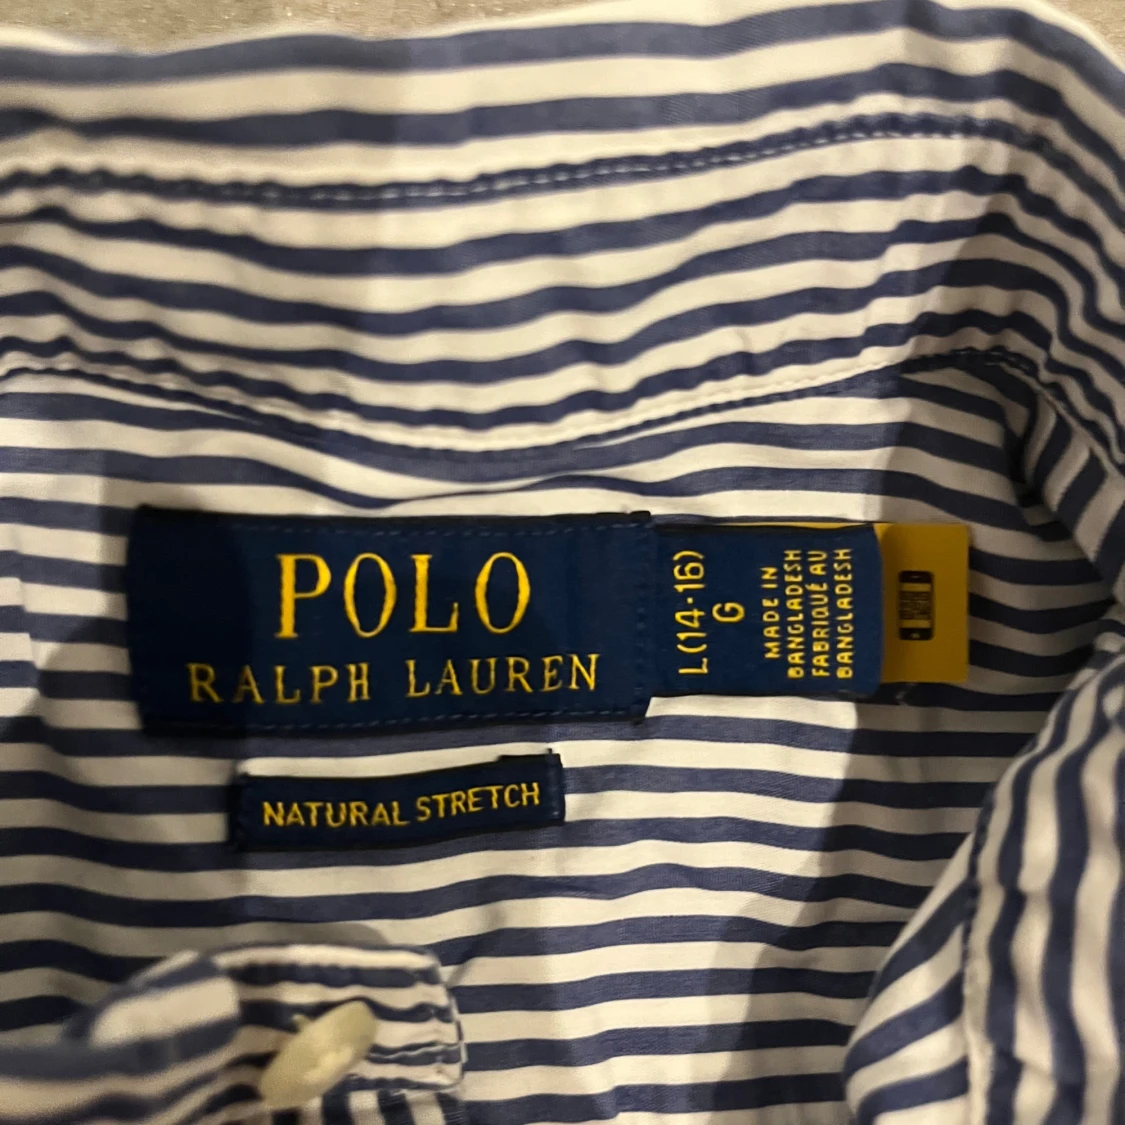 POLO
RALPH LAUREN
L(14-16)
G
MADE IN
BANGLADESH
FABRIQUÉ AU
BANGLADESH
NATURAL STRETCH